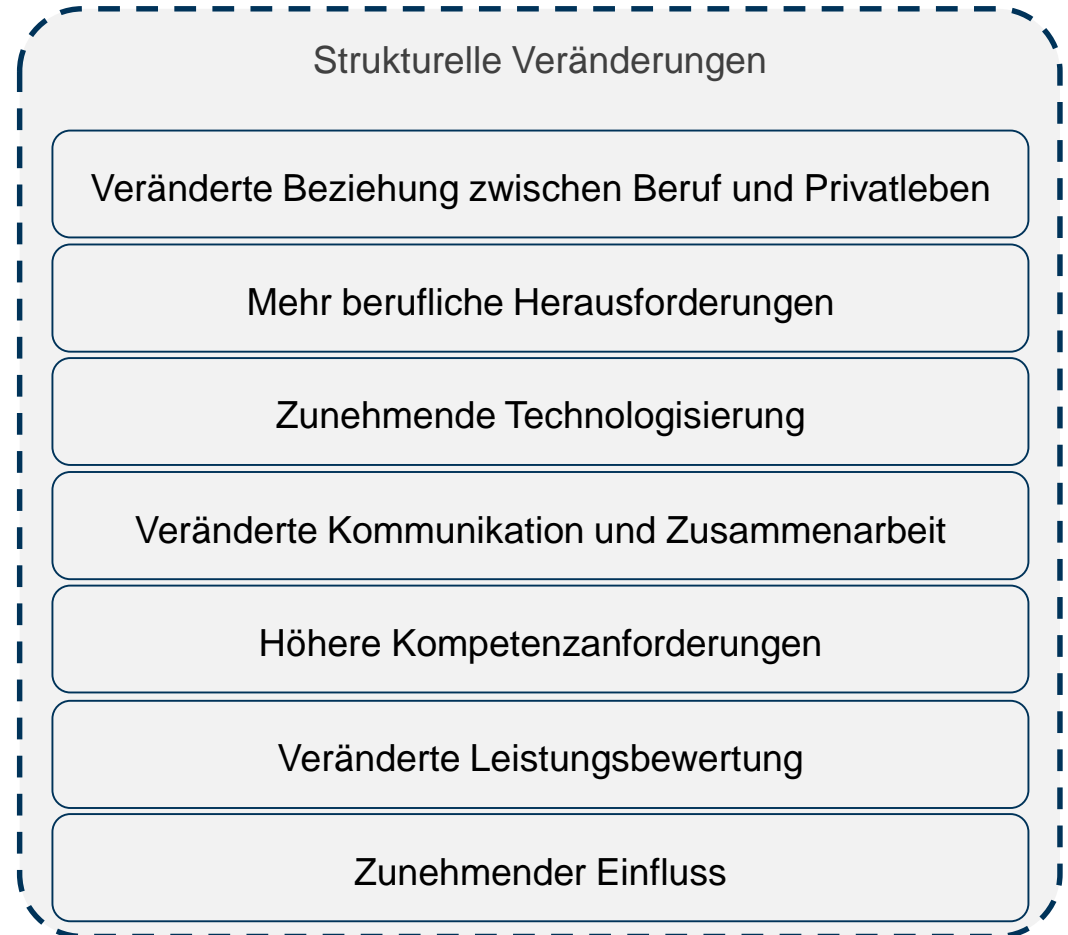 Strukturelle Veränderungen
Veränderte Beziehung zwischen Beruf und Privatleben
Mehr berufliche Herausforderungen
Zunehmende Technologisierung
Veränderte Kommunikation und Zusammenarbeit
Höhere Kompetenzanforderungen
Veränderte Leistungsbewertung
Zunehmender Einfluss